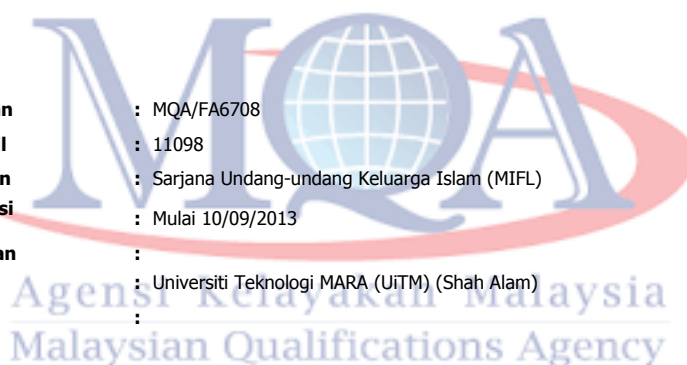 MQA
an : MQA/FA6708
l : 11098
n : Sarjana Undang-undang Keluarga Islam (MIFL)
si : Mulai 10/09/2013
an :
: Universiti Teknologi MARA (UiTM) (Shah Alam)
Agensi Kelayakan Malaysia
:
Malaysian Qualifications Agency